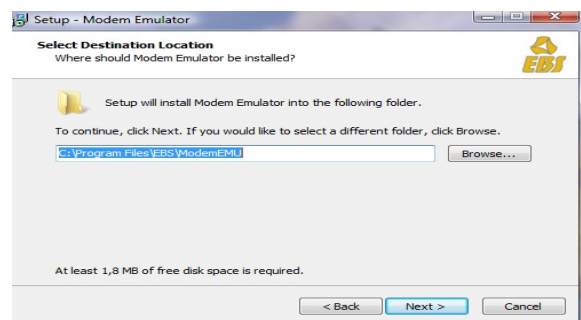 Setup - Modem Emulator
Select Destination Location
Where should Modem Emulator be installed?
EBS
Setup will install Modem Emulator into the following folder.
To continue, click Next. If you would like to select a different folder, click Browse.
C:\Program Files\EBS\ModemEMU
Browse...
At least 1,8 MB of free disk space is required.
< Back
Next >
Cancel